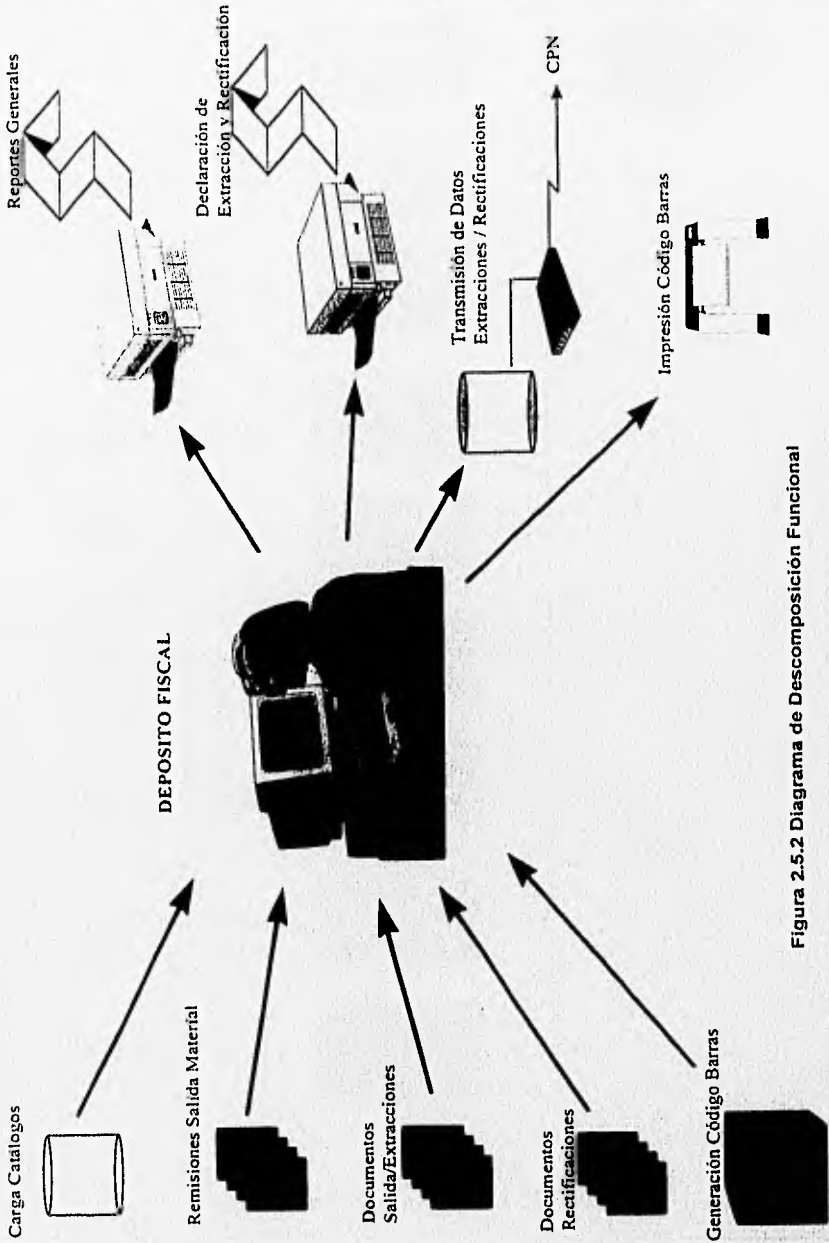 Carga Catálogos
Remisiones Salida Material
Documentos
Salida/Extracciones
Documentos
Rectificaciones
Generación Código Barras
DEPOSITO FISCAL
Reportes Generales
Declaración de
Extracción y Rectificación
Transmisión de Datos
Extracciones / Rectificaciones
CPN
Impresión Código Barras
Figura 2.5.2 Diagrama de Descomposición Funcional